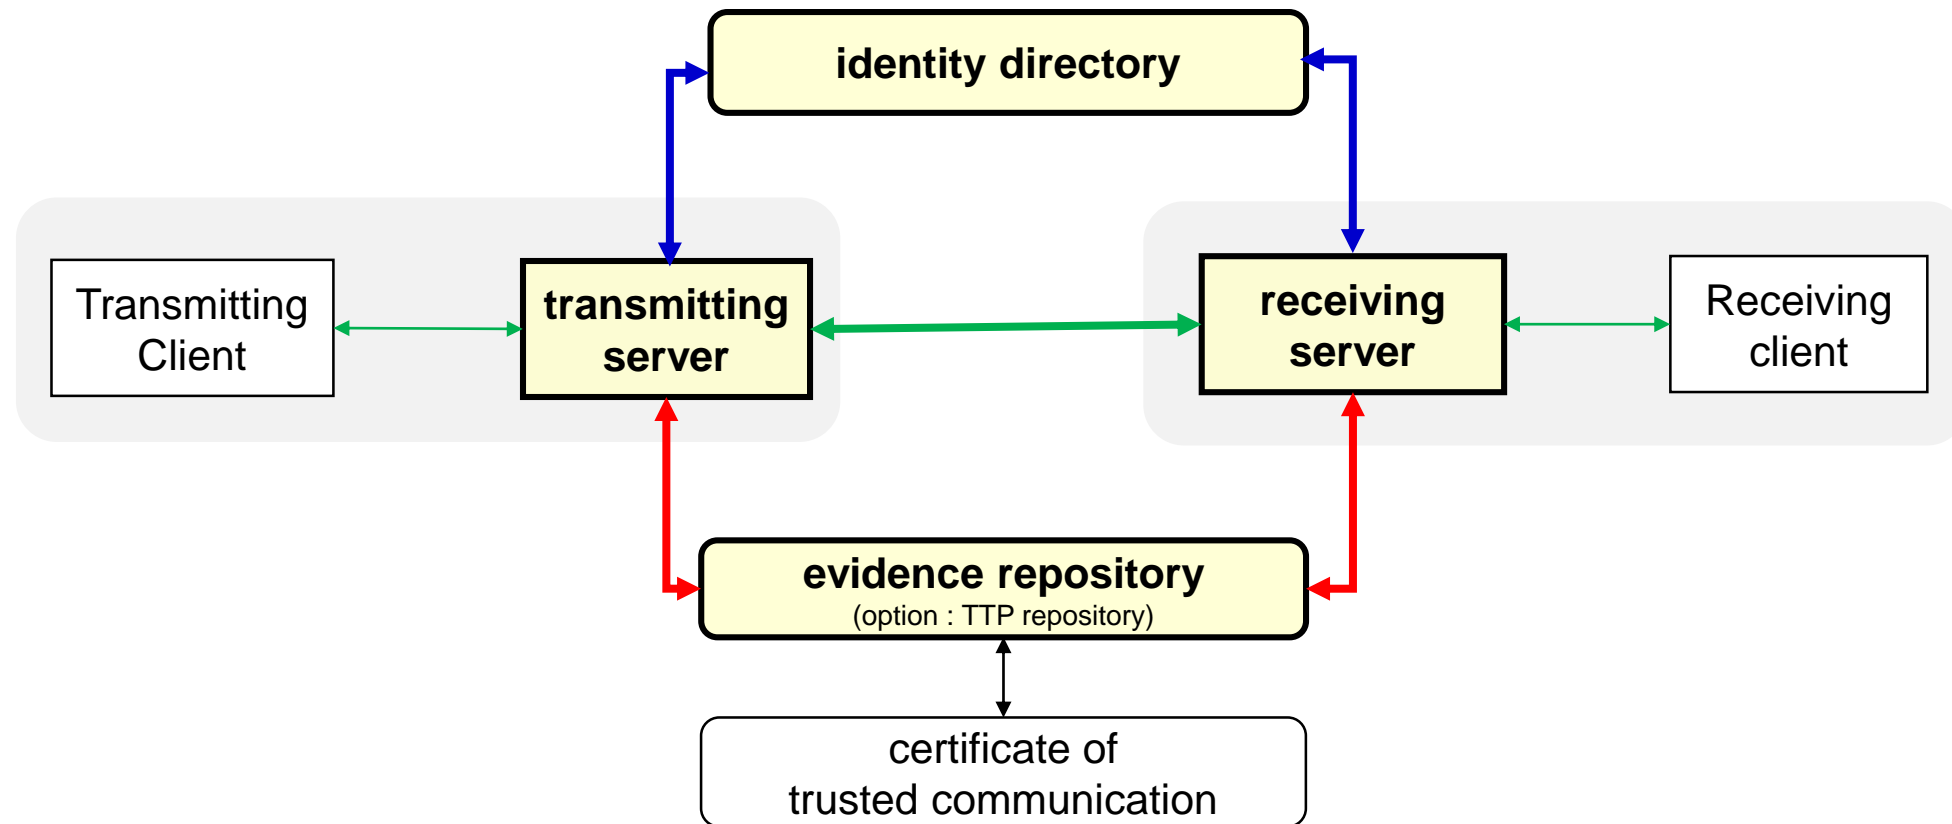 identity directory
Transmitting
Client
transmitting
server
receiving
server
Receiving
client
evidence repository
(option : TTP repository)
certificate of
trusted communication